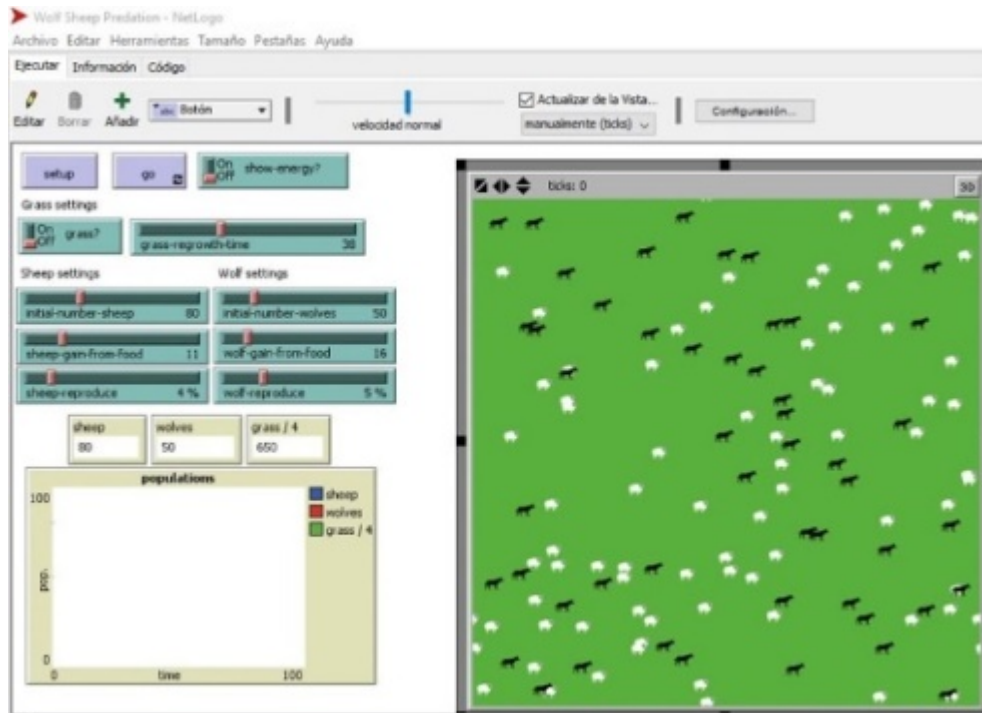 Wolf Sheep Predation - NetLogo
Archivo Editar Herramientas Tamaño Pestañas Ayuda
Ejecutar Información Código
Editar Borrar Añadir
abc Botón
velocidad normal
Actualizar de la Vista...
manualmente (ticks)
Configuración...
setup
go
On
Off
show-energy?
ticks: 0
3D
Grass settings
On
Off
grass?
grass-regrowth-time 38
Sheep settings Wolf settings
initial-number-sheep 80 initial-number-wolves 50
sheep-gain-from-food 11 wolf-gain-from-food 16
sheep-reproduce 4 % wolf-reproduce 5 %
sheep wolves grass / 4
80 50 650
populations
100
sheep
wolves
grass / 4
pop.
0
0 time 100